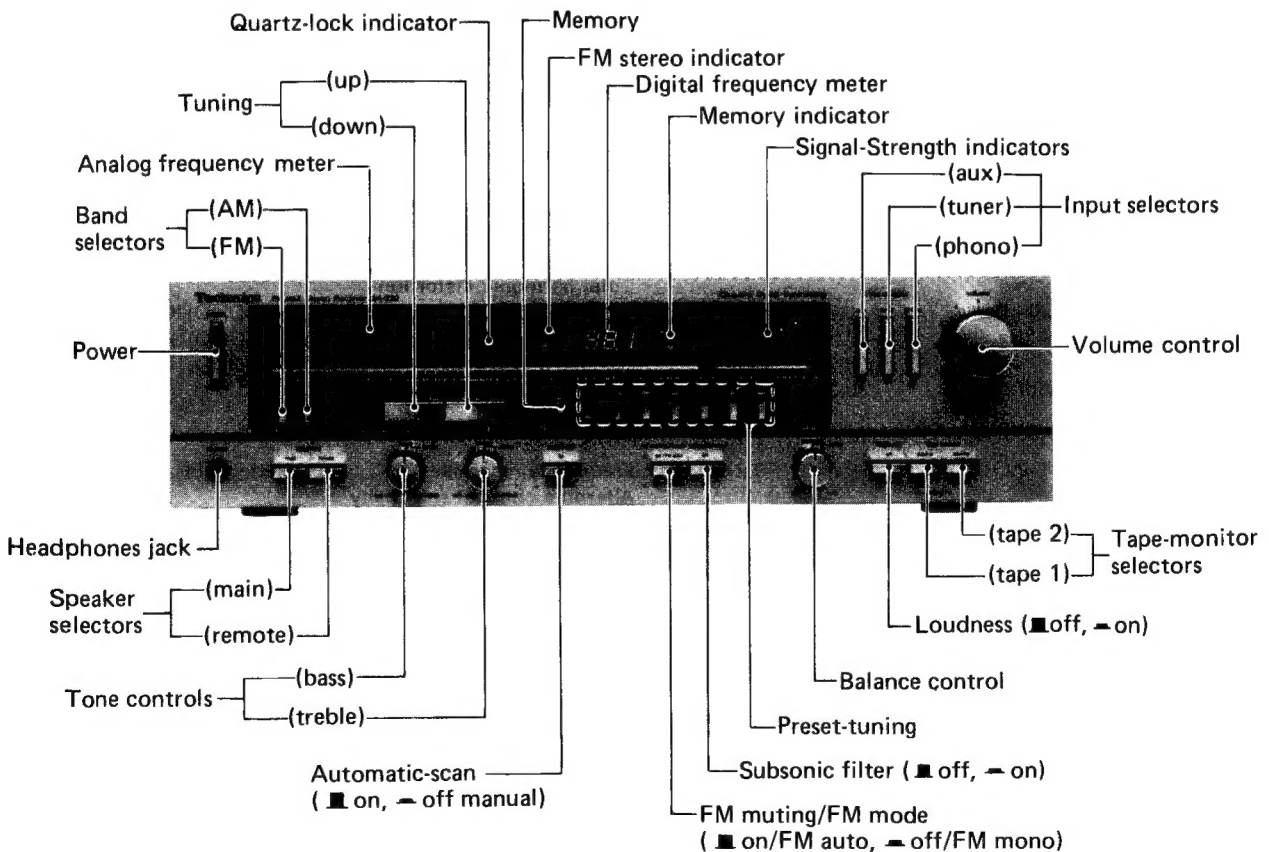 Quartz-lock indicator
Memory
FM stereo indicator
Digital frequency meter
Memory indicator
Signal-Strength indicators
Tuning
(up)
(down)
Analog frequency meter
Band
selectors
(AM)
(FM)
(aux)
(tuner)
(phono)
Input selectors
Technics
Power
Volume control
Headphones jack
Speaker
selectors
(main)
(remote)
Tone controls
(bass)
(treble)
Automatic-scan
(■ on, ▬ off manual)
(tape 2)
(tape 1)
Tape-monitor
selectors
Loudness (■off, ▬on)
Balance control
Preset-tuning
Subsonic filter (■ off, ▬ on)
FM muting/FM mode
(■ on/FM auto, ▬ off/FM mono)